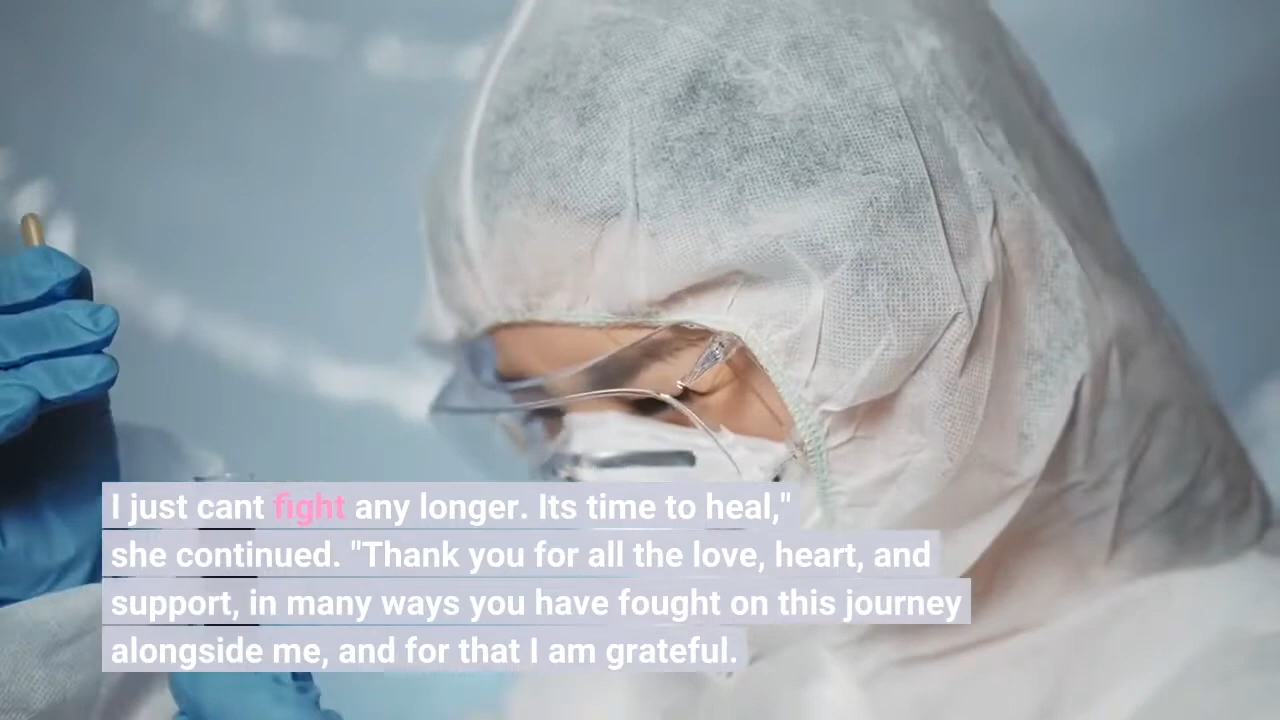 I just cant fight any longer. Its time to heal,"
she continued. "Thank you for all the love, heart, and
support, in many ways you have fought on this journey
alongside me, and for that I am grateful.